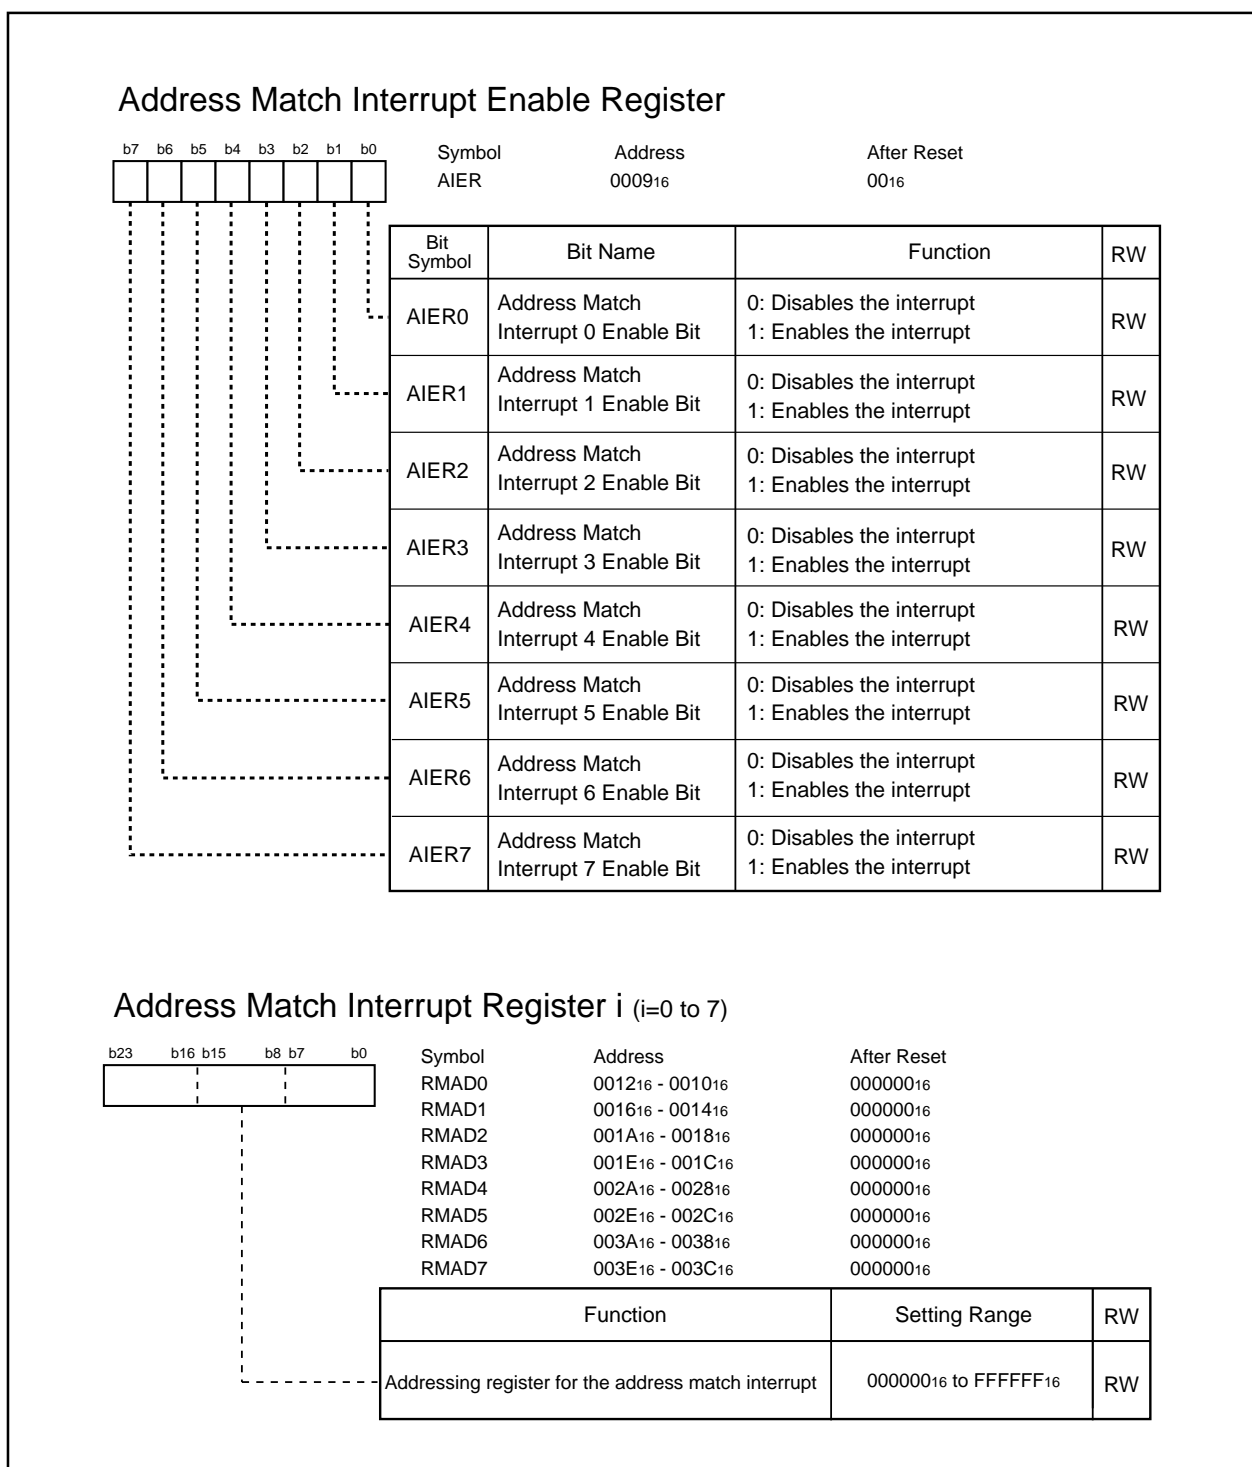 Address Match Interrupt Enable Register
b7 b6 b5 b4 b3 b2 b1 b0
Symbol Address After Reset
AIER 000916 0016
Bit Symbol Bit Name Function RW
AIER0 Address Match Interrupt 0 Enable Bit 0: Disables the interrupt 1: Enables the interrupt RW
AIER1 Address Match Interrupt 1 Enable Bit 0: Disables the interrupt 1: Enables the interrupt RW
AIER2 Address Match Interrupt 2 Enable Bit 0: Disables the interrupt 1: Enables the interrupt RW
AIER3 Address Match Interrupt 3 Enable Bit 0: Disables the interrupt 1: Enables the interrupt RW
AIER4 Address Match Interrupt 4 Enable Bit 0: Disables the interrupt 1: Enables the interrupt RW
AIER5 Address Match Interrupt 5 Enable Bit 0: Disables the interrupt 1: Enables the interrupt RW
AIER6 Address Match Interrupt 6 Enable Bit 0: Disables the interrupt 1: Enables the interrupt RW
AIER7 Address Match Interrupt 7 Enable Bit 0: Disables the interrupt 1: Enables the interrupt RW
Address Match Interrupt Register i (i=0 to 7)
b23 b16 b15 b8 b7 b0
Symbol Address After Reset
RMAD0 001216 - 001016 00000016
RMAD1 001616 - 001416 00000016
RMAD2 001A16 - 001816 00000016
RMAD3 001E16 - 001C16 00000016
RMAD4 002A16 - 002816 00000016
RMAD5 002E16 - 002C16 00000016
RMAD6 003A16 - 003816 00000016
RMAD7 003E16 - 003C16 00000016
Function Setting Range RW
Addressing register for the address match interrupt 00000016 to FFFFFF16 RW